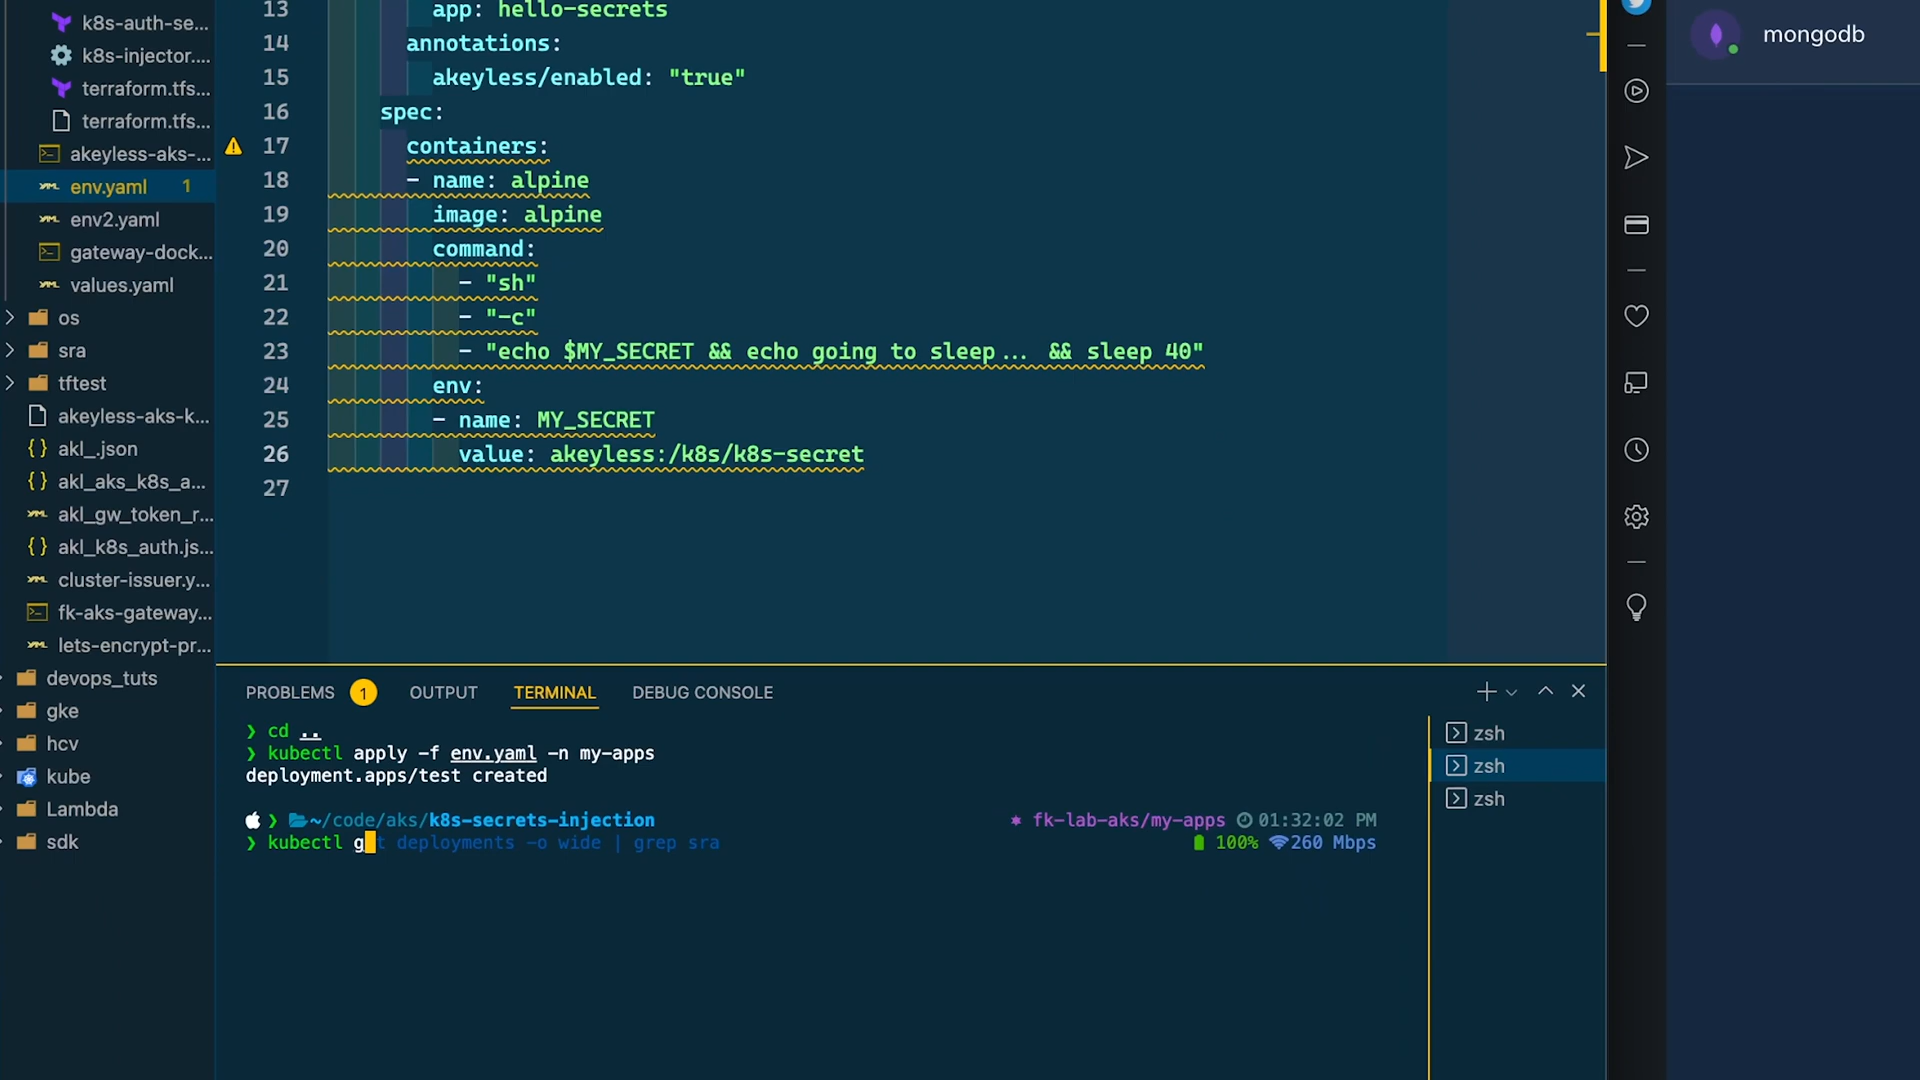 k8s-auth-se...
k8s-injector....
terraform.tfs...
terraform.tfs...
akeyless-aks-...
env.yaml 1
env2.yaml
gateway-dock...
values.yaml
os
sra
tftest
akeyless-aks-k...
akl_.json
akl_aks_k8s_a...
akl_gw_token_r...
akl_k8s_auth.js...
cluster-issuer.y...
fk-aks-gateway...
lets-encrypt-pr...
devops_tuts
gke
hcv
kube
Lambda
sdk
13 app: hello-secrets
14 annotations:
15 akeyless/enabled: "true"
16 spec:
17 containers:
18 - name: alpine
19 image: alpine
20 command:
21 - "sh"
22 - "-c"
23 - "echo $MY_SECRET && echo going to sleep... && sleep 40"
24 env:
25 - name: MY_SECRET
26 value: akeyless:/k8s/k8s-secret
27
PROBLEMS 1 OUTPUT TERMINAL DEBUG CONSOLE
❯ cd ..
❯ kubectl apply -f env.yaml -n my-apps
deployment.apps/test created
❯ ~/code/aks/k8s-secrets-injection fk-lab-aks/my-apps 01:32:02 PM
❯ kubectl get deployments -o wide | grep sra 100% 260 Mbps
zsh
zsh
zsh
mongodb